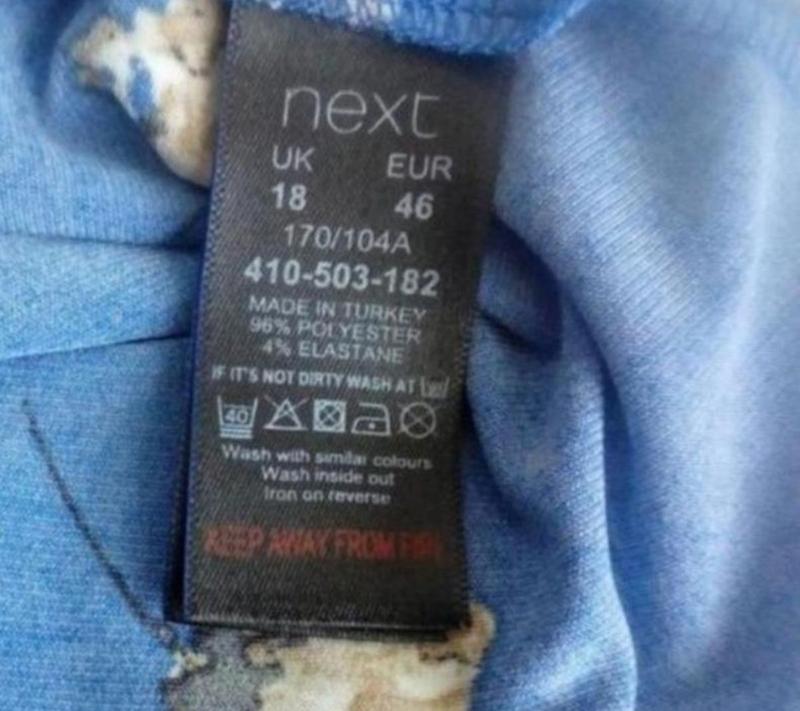 next
UK EUR
18 46
170/104A
410-503-182
MADE IN TURKEY
96% POLYESTER
4% ELASTANE
IF IT'S NOT DIRTY WASH AT
40
Wash with similar colours
Wash inside out
Iron on reverse
KEEP AWAY FROM FIRE